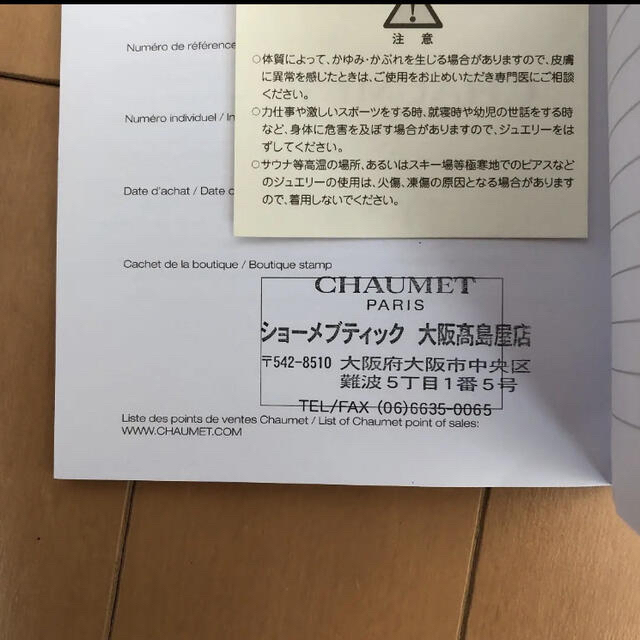 注 意
○体質によって、かゆみ・かぶれを生じる場合がありますので、皮膚
に異常を感じたときは、ご使用をお止めいただき専門医にご相談
ください。
○力仕事や激しいスポーツをする時、就寝時や幼児の世話をする時
など、身体に危害を及ぼす場合がありますので、ジュエリーをは
ずしてください。
○サウナ等高温の場所、あるいはスキー場等極寒地でのピアスなど
のジュエリーの使用は、火傷、凍傷の原因となる場合があります
ので、着用しないでください。
Numéro de référence
Numéro individuel /
Date d'achat / Date
Cachet de la boutique / Boutique stamp
CHAUMET
PARIS
ショーメブティック 大阪髙島屋店
〒542-8510 大阪府大阪市中央区
難波5丁目1番5号
TEL/FAX (06)6635-0065
Liste des points de ventes Chaumet / List of Chaumet point of sales:
WWW.CHAUMET.COM